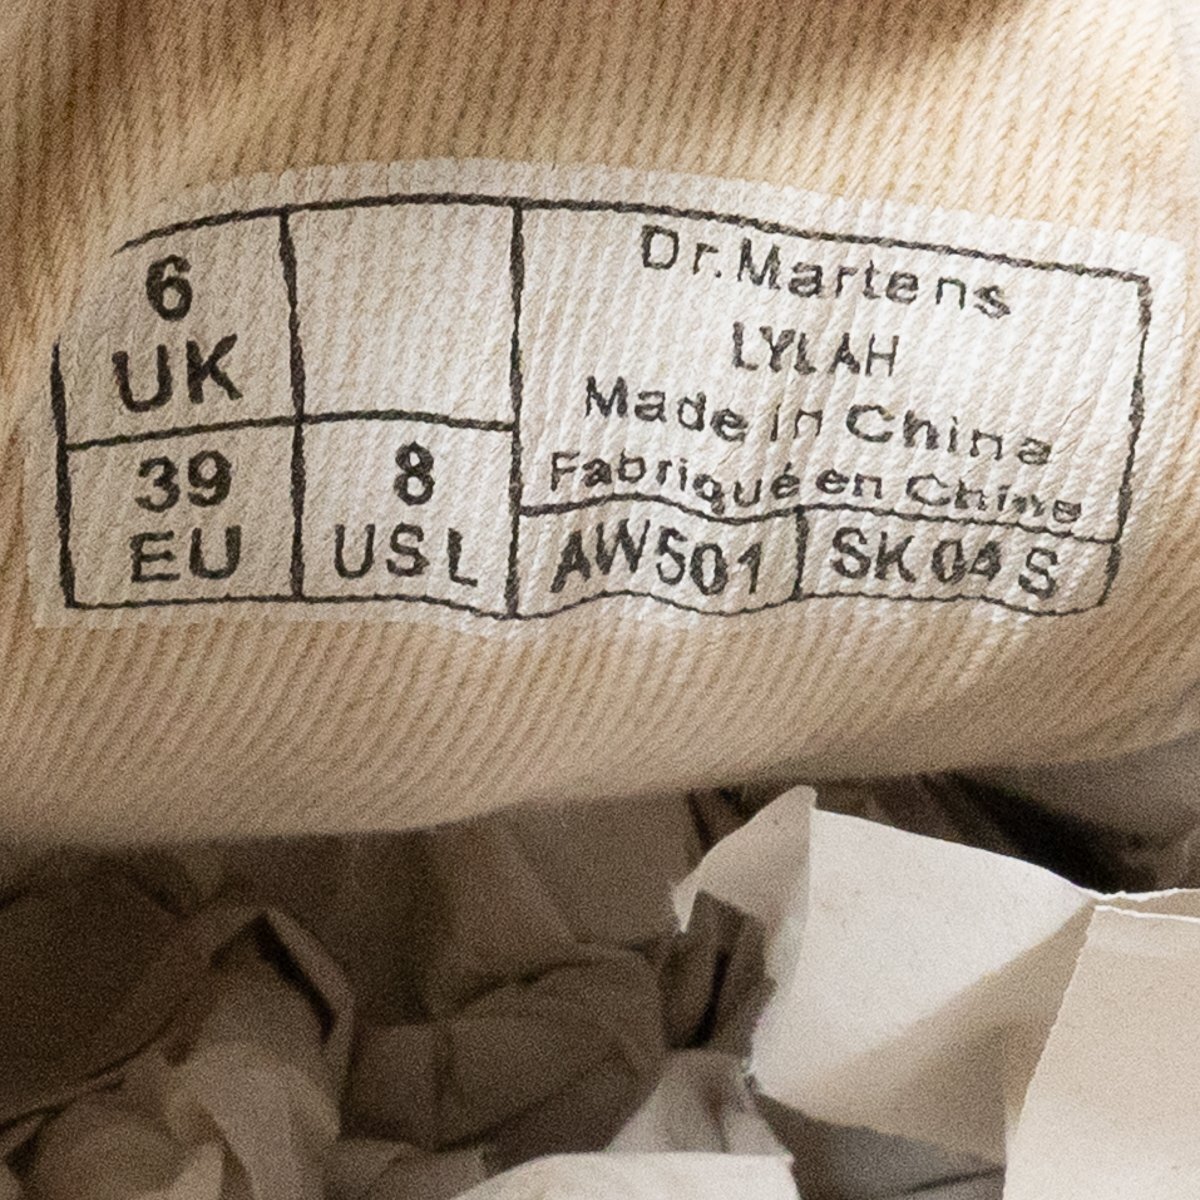 6
UK
39
EU
8
USL
Dr.Martens
LYLAH
Made in China
Fabriqué en Chine
AW501
SK04S